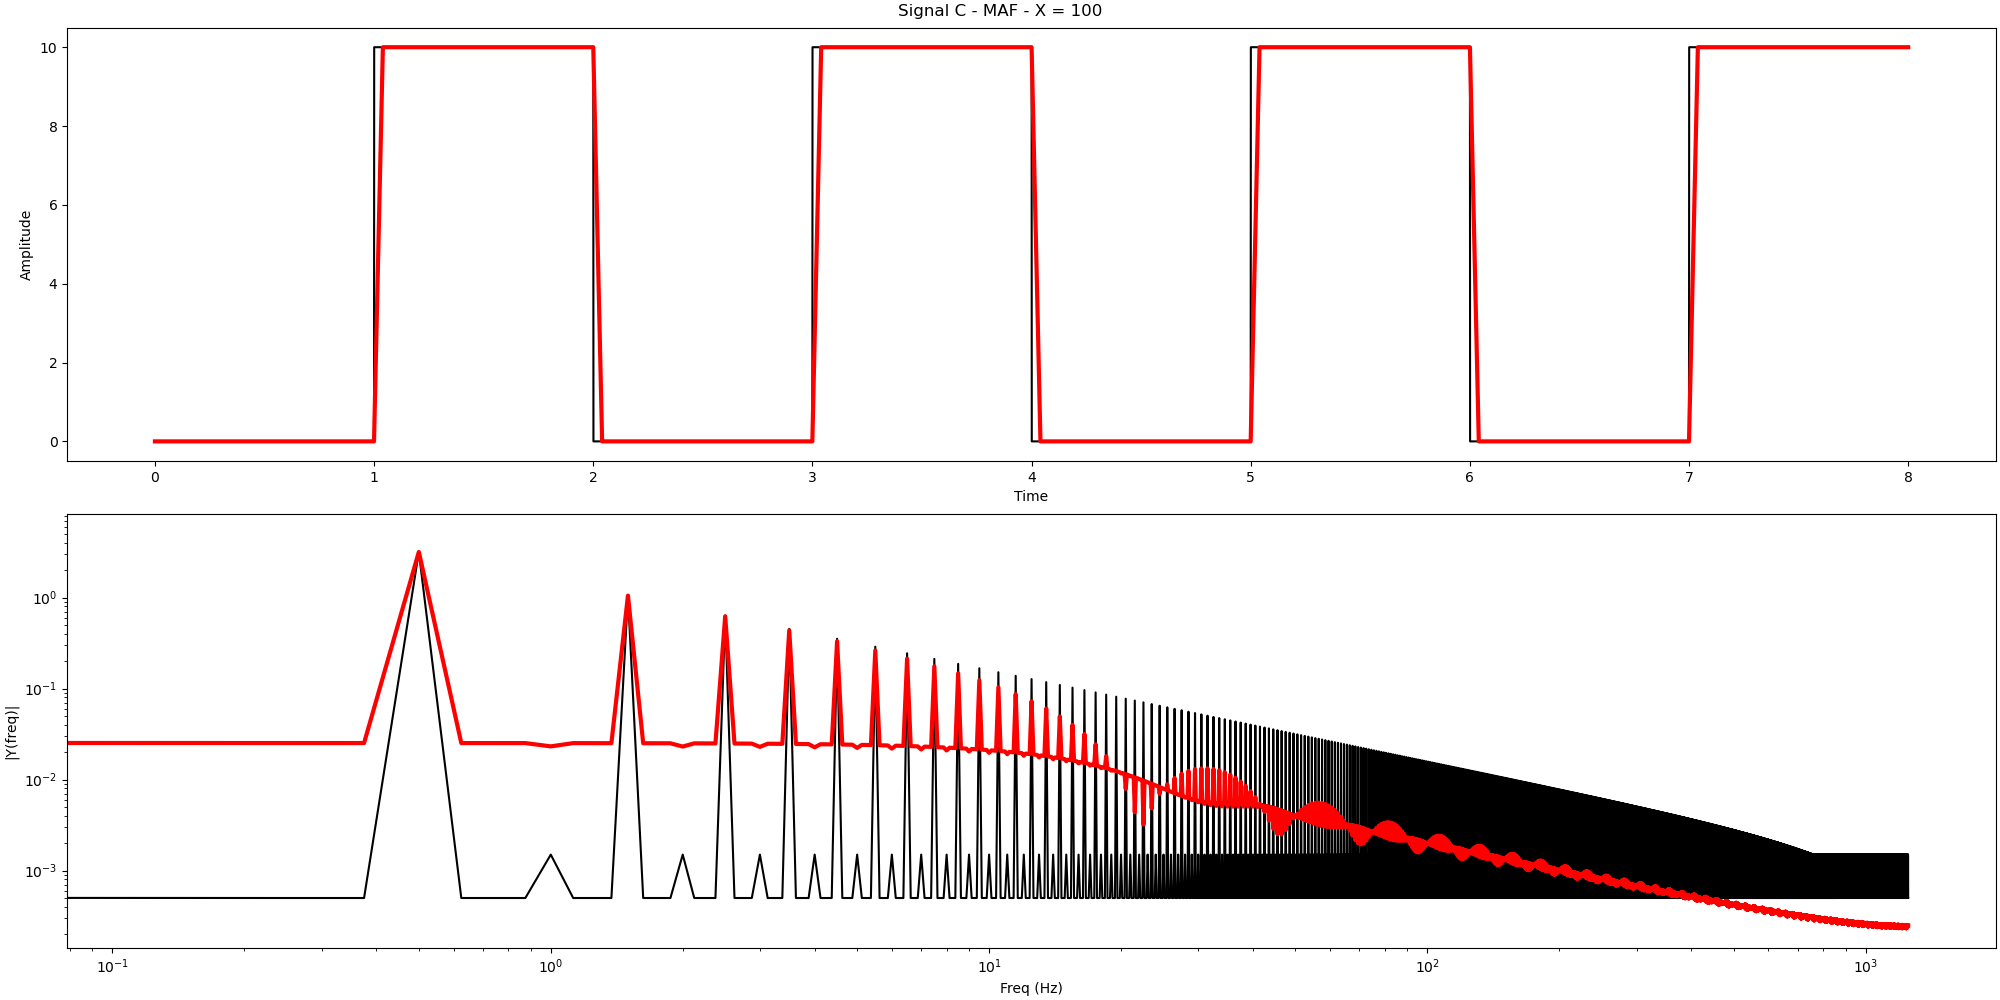 Signal C - MAF - X = 100
10
8
6
4
2
0
Amplitude
0 1 2 3 4 5 6 7 8
Time
10⁰
10⁻¹
10⁻²
10⁻³
|Y(freq)|
10⁻¹ 10⁰ 10¹ 10² 10³
Freq (Hz)